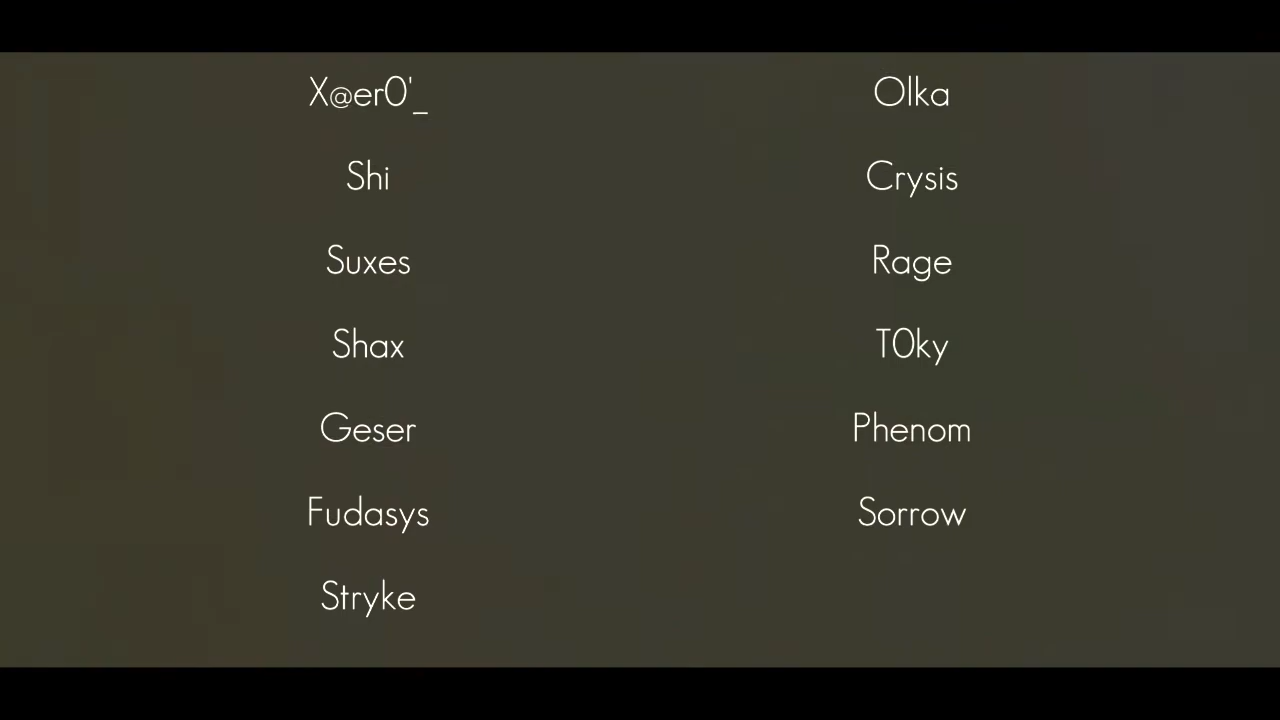 X@er0'_
Shi
Suxes
Shax
Geser
Fudasys
Stryke
Olka
Crysis
Rage
T0ky
Phenom
Sorrow